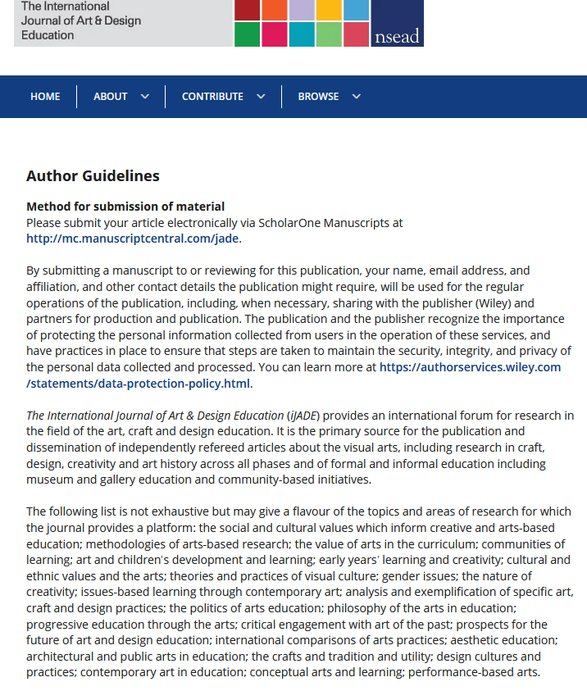 The International
Journal of Art & Design
Education
nsead
HOME
ABOUT
CONTRIBUTE
BROWSE
Author Guidelines
Method for submission of material
Please submit your article electronically via ScholarOne Manuscripts at
http://mc.manuscriptcentral.com/jade.
By submitting a manuscript to or reviewing for this publication, your name, email address, and
affiliation, and other contact details the publication might require, will be used for the regular
operations of the publication, including, when necessary, sharing with the publisher (Wiley) and
partners for production and publication. The publication and the publisher recognize the importance
of protecting the personal information collected from users in the operation of these services, and
have practices in place to ensure that steps are taken to maintain the security, integrity, and privacy of
the personal data collected and processed. You can learn more at https://authorservices.wiley.com
/statements/data-protection-policy.html.
The International Journal of Art & Design Education (iJADE) provides an international forum for research in
the field of the art, craft and design education. It is the primary source for the publication and
dissemination of independently refereed articles about the visual arts, including research in craft,
design, creativity and art history across all phases and of formal and informal education including
museum and gallery education and community-based initiatives.
The following list is not exhaustive but may give a flavour of the topics and areas of research for which
the journal provides a platform: the social and cultural values which inform creative and arts-based
education; methodologies of arts-based research; the value of arts in the curriculum; communities of
learning; art and children's development and learning; early years' learning and creativity; cultural and
ethnic values and the arts; theories and practices of visual culture; gender issues; the nature of
creativity; issues-based learning through contemporary art; analysis and exemplification of specific art,
craft and design practices; the politics of arts education; philosophy of the arts in education;
progressive education through the arts; critical engagement with art of the past; prospects for the
future of art and design education; international comparisons of arts practices; aesthetic education;
architectural and public arts in education; the crafts and tradition and utility; design cultures and
practices; contemporary art in education; conceptual arts and learning; performance-based arts.